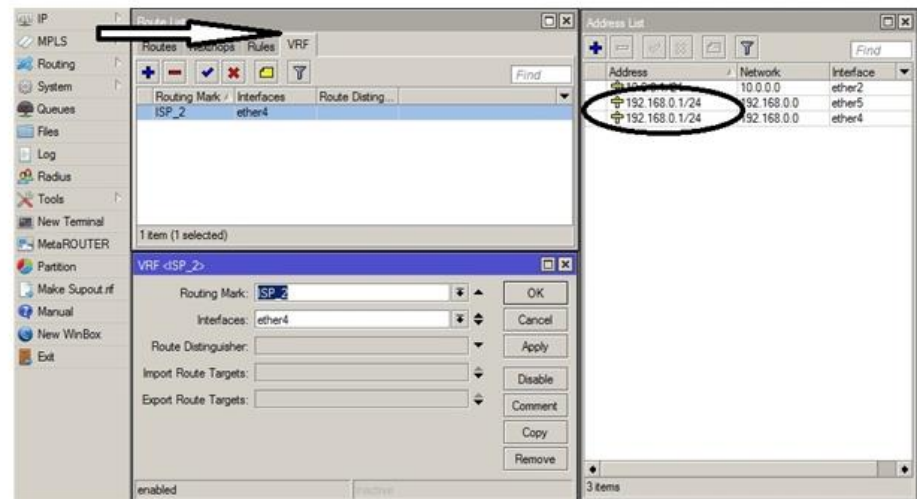 IP
MPLS
Routing
System
Queues
Files
Log
Radius
Tools
New Terminal
MetaROUTER
Partition
Make Supout.rif
Manual
New WinBox
Exit
Route List
Routes Nexthops Rules VRF
Find
Routing Mark Interfaces Route Disting...
ISP_2 ether4
1 item (1 selected)
VRF <ISP_2>
Routing Mark: ISP_2
Interfaces: ether4
Route Distinguisher:
Import Route Targets:
Export Route Targets:
OK
Cancel
Apply
Disable
Comment
Copy
Remove
enabled inactive
Address List
Find
Address Network Interface
10.0.0.0 ether2
192.168.0.1/24 192.168.0.0 ether5
192.168.0.1/24 192.168.0.0 ether4
3 items